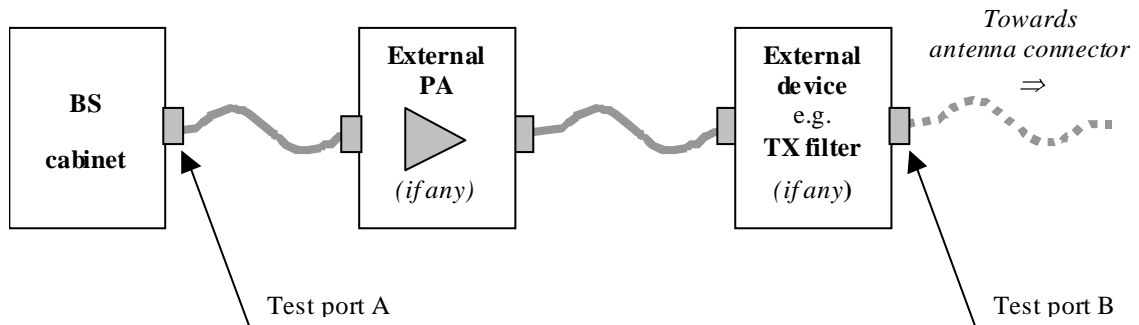 BS
cabinet
External
PA
(if any)
External
device
e.g.
TX filter
(if any)
Towards
antenna connector
⇒
Test port A
Test port B